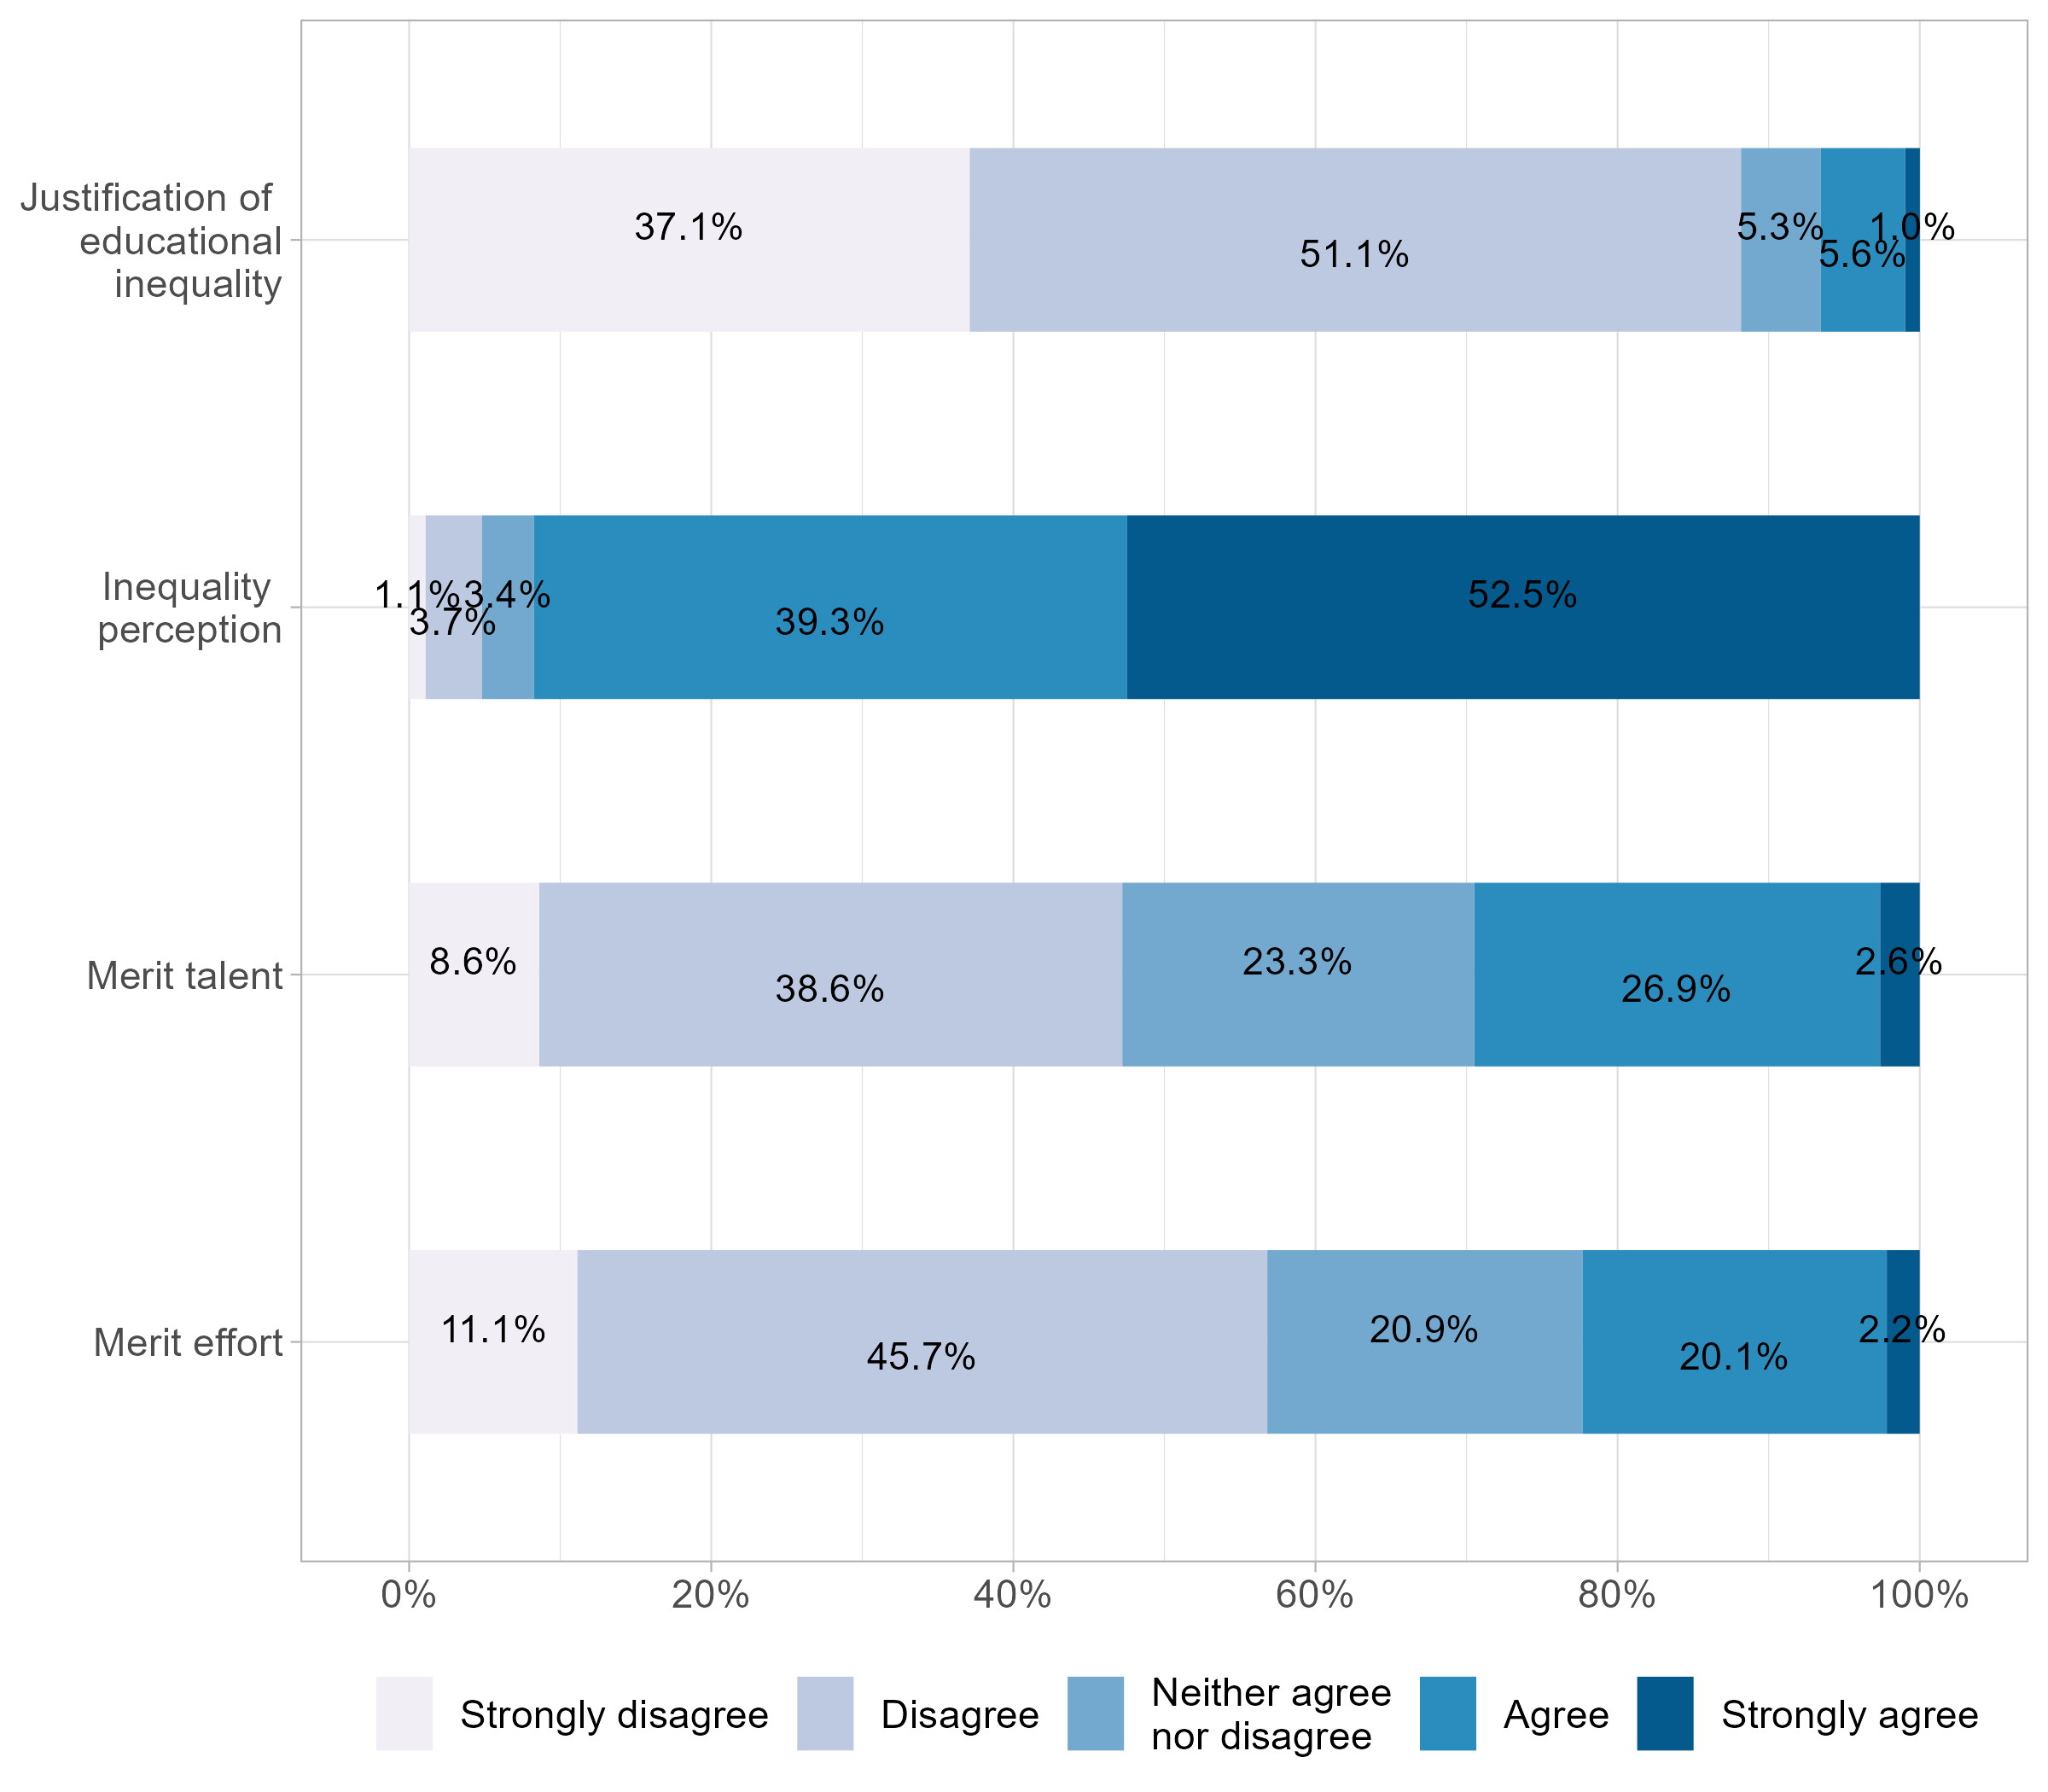 Justification of
educational
inequality
37.1%
51.1%
5.3%
5.6%
1.0%
Inequality
perception
1.1%
3.7%
3.4%
39.3%
52.5%
Merit talent
8.6%
38.6%
23.3%
26.9%
2.6%
Merit effort
11.1%
45.7%
20.9%
20.1%
2.2%
0%
20%
40%
60%
80%
100%
Strongly disagree
Disagree
Neither agree
nor disagree
Agree
Strongly agree